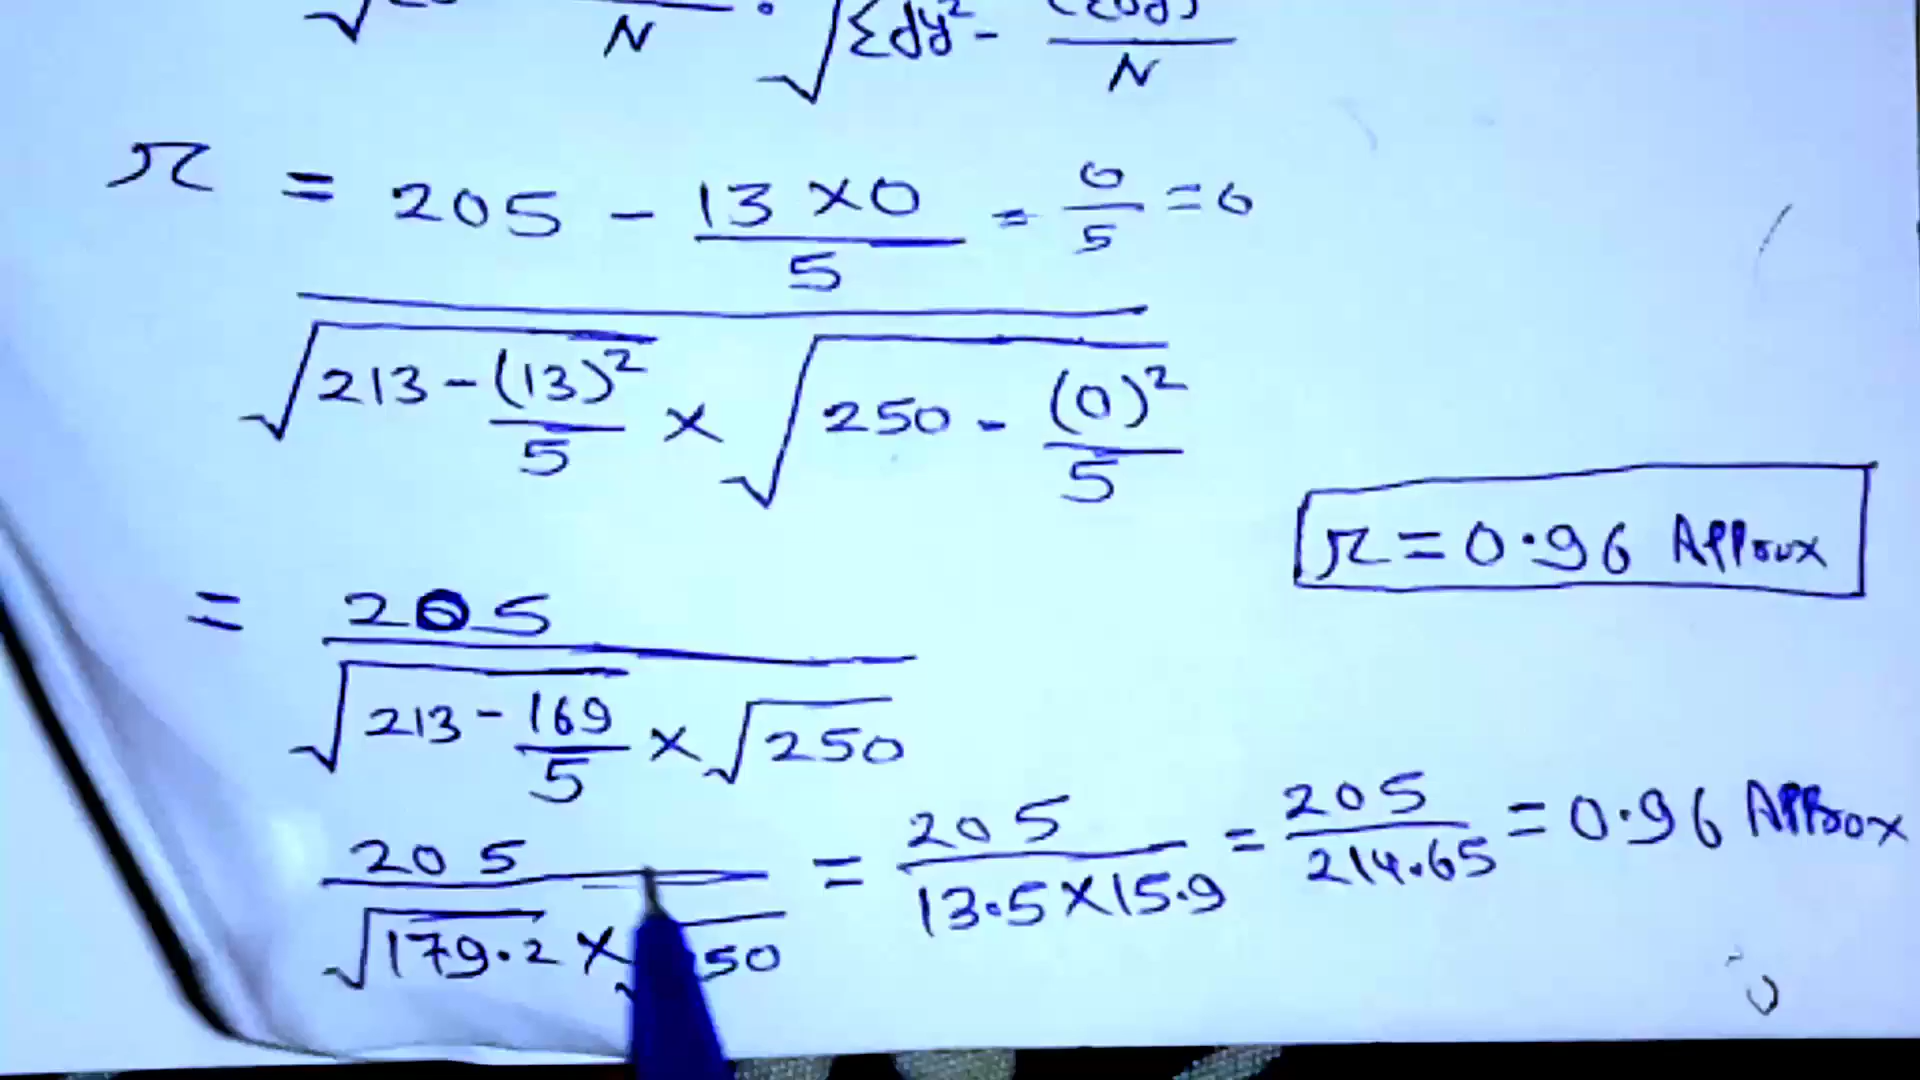 N
√Σdy² - (Σdy)
N
r = 205 - 13 × 0 / 5 = 0/5 = 0
√213 - (13)²/5 × √250 - (0)²/5
r = 0.96 Approx
= 205
√213 - 169/5 × √250
205 = 205 = 205 = 0.96 Approx
√179.2 × 50 13.5 × 15.9 214.65